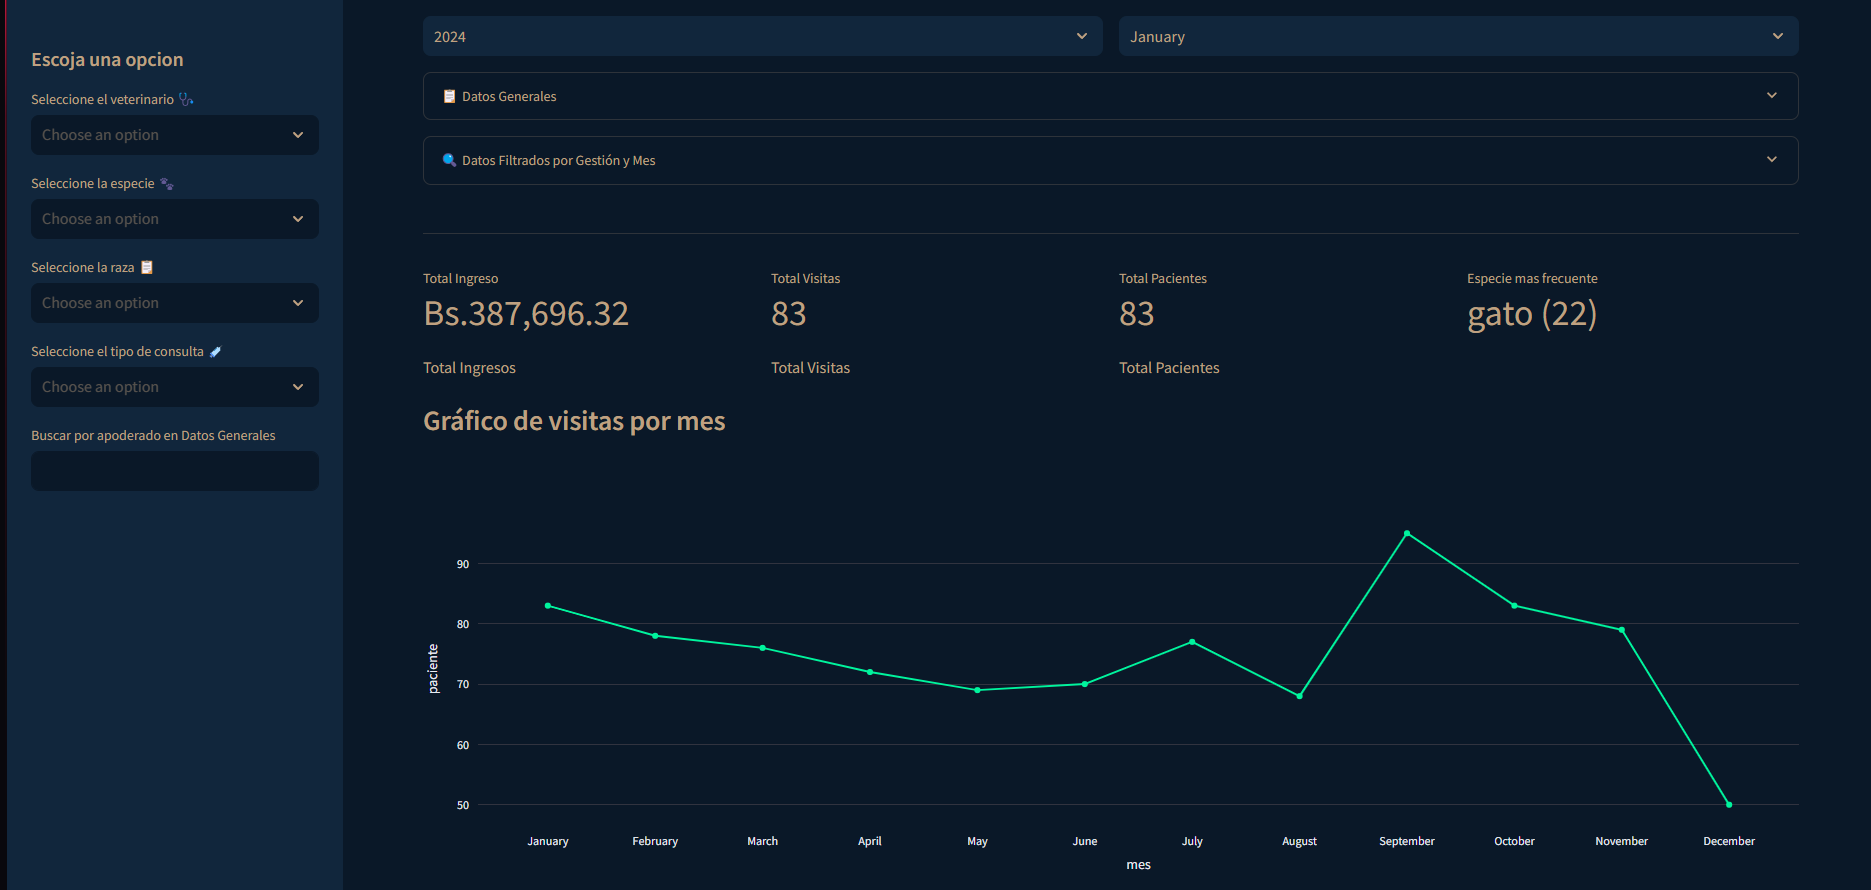 Escoja una opcion
Seleccione el veterinario
Choose an option
Seleccione la especie
Choose an option
Seleccione la raza
Choose an option
Seleccione el tipo de consulta
Choose an option
Buscar por apoderado en Datos Generales
2024
January
Datos Generales
Datos Filtrados por Gestión y Mes
Total Ingreso
Bs.387,696.32
Total Visitas
83
Total Pacientes
83
Especie mas frecuente
gato (22)
Total Ingresos
Total Visitas
Total Pacientes
Gráfico de visitas por mes
paciente
90
80
70
60
50
January
February
March
April
May
June
July
August
September
October
November
December
mes